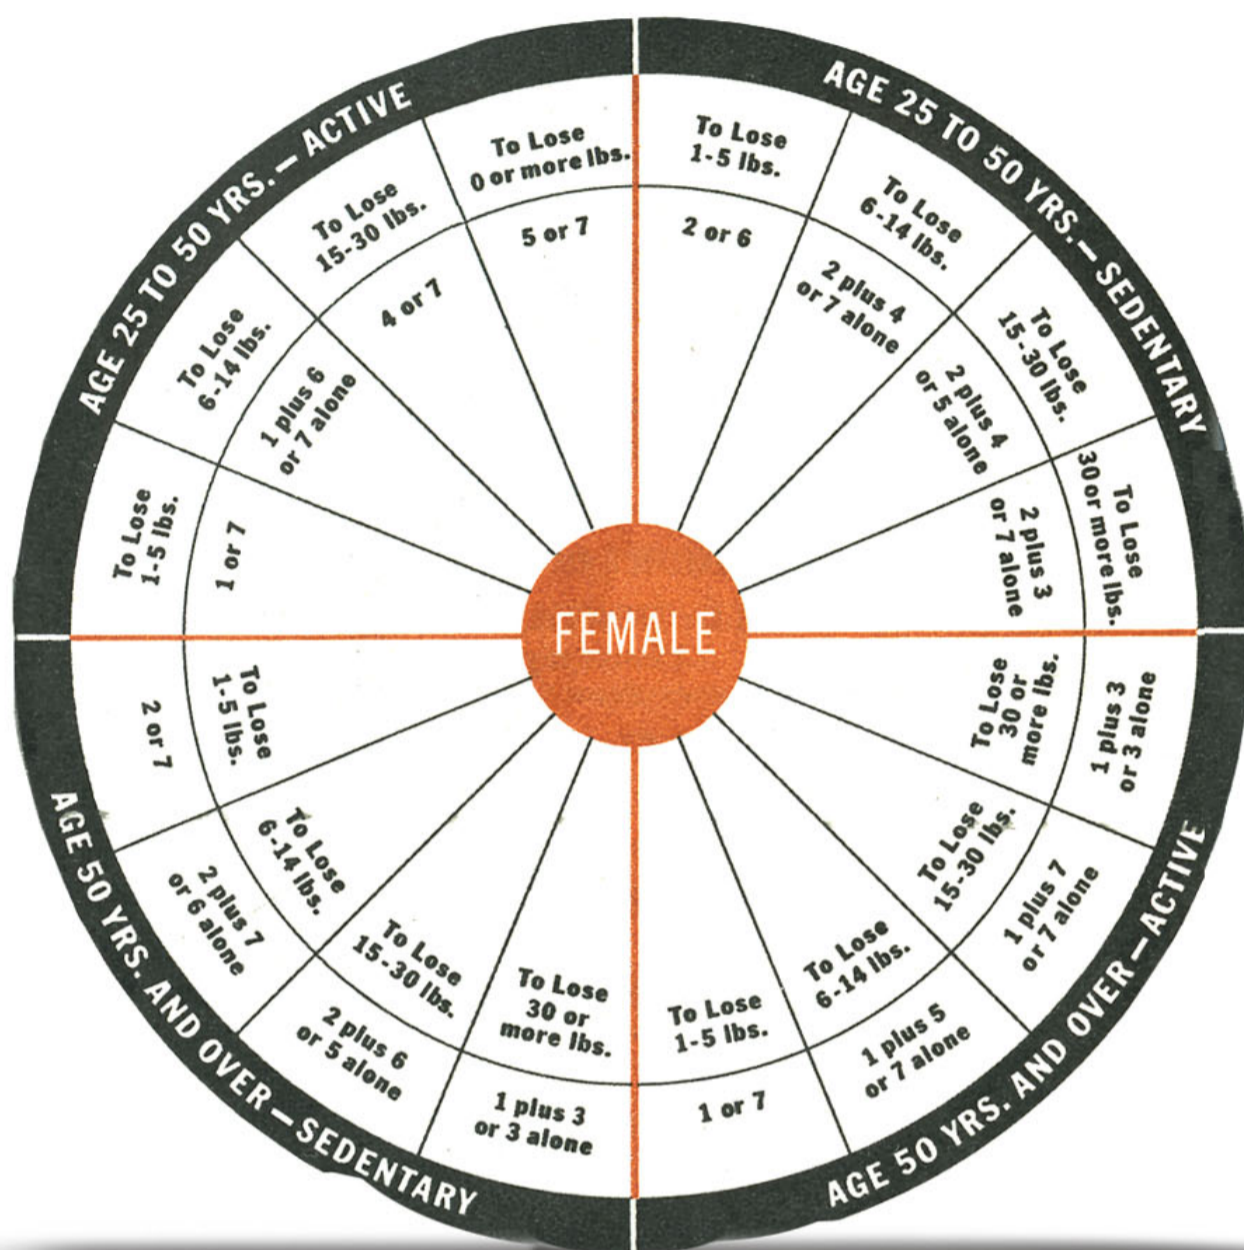 AGE 25 TO 50 YRS.—ACTIVE
To Lose
1-5 lbs.
1 or 7
To Lose
6-14 lbs.
1 plus 6
or 7 alone
To Lose
15-30 lbs.
4 or 7
To Lose
0 or more lbs.
5 or 7
AGE 25 TO 50 YRS.—SEDENTARY
To Lose
1-5 lbs.
2 or 6
To Lose
6-14 lbs.
2 plus 4
or 7 alone
To Lose
15-30 lbs.
2 plus 4
or 5 alone
To Lose
30 or more lbs.
2 plus 3
or 7 alone
FEMALE
AGE 50 YRS. AND OVER—SEDENTARY
To Lose
1-5 lbs.
2 or 7
To Lose
6-14 lbs.
2 plus 7
or 6 alone
To Lose
15-30 lbs.
2 plus 6
or 5 alone
To Lose
30 or
more lbs.
1 plus 3
or 3 alone
AGE 50 YRS. AND OVER—ACTIVE
To Lose
1-5 lbs.
1 or 7
To Lose
6-14 lbs.
1 plus 5
or 7 alone
To Lose
15-30 lbs.
1 plus 7
or 7 alone
To Lose
30 or
more lbs.
1 plus 3
or 3 alone